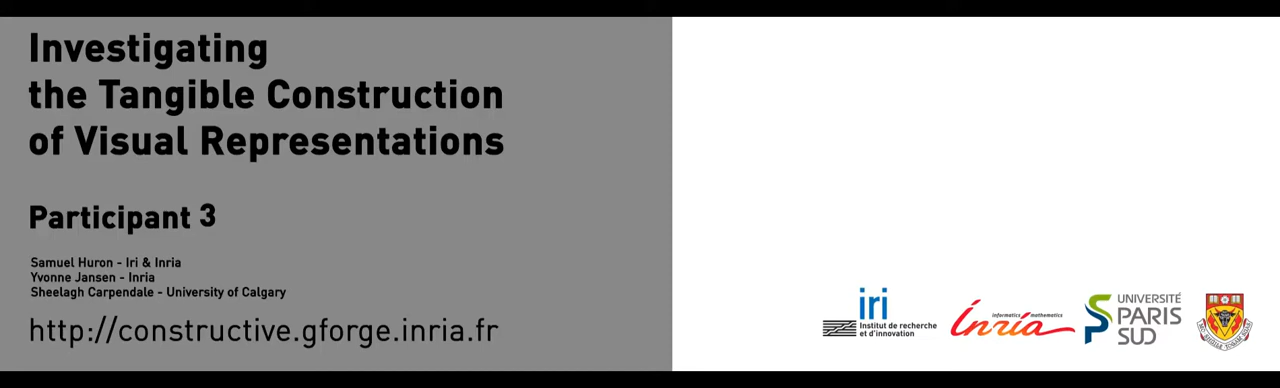 Investigating
the Tangible Construction
of Visual Representations
Participant 3
Samuel Huron - Iri & Inria
Yvonne Jansen - Inria
Sheelagh Carpendale - University of Calgary
http://constructive.gforge.inria.fr
iri
Institut de recherche
et d'innovation
informatics mathematics
inria
UNIVERSITÉ
PARIS
SUD